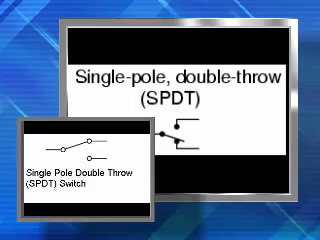 Single-pole, double-throw
(SPDT)
Single Pole Double Throw
(SPDT) Switch